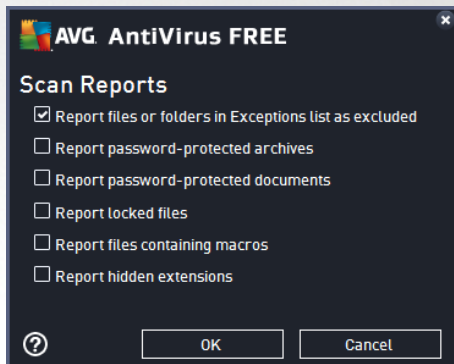 AVG. AntiVirus FREE
Scan Reports
Report files or folders in Exceptions list as excluded
Report password-protected archives
Report password-protected documents
Report locked files
Report files containing macros
Report hidden extensions
? OK Cancel